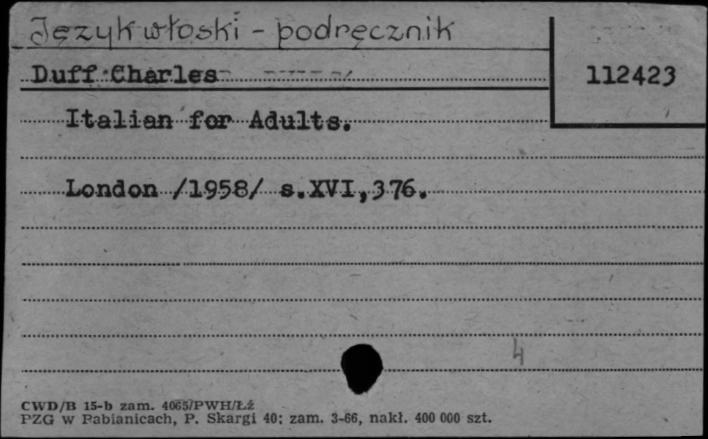 Język włoski - podręcznik
Duff Charles
112423
Italian for Adults.
London /1958/ s.XVI,376.
4
CWD/B 15-b zam. 4065/PWH/Łż
PZG w Pabianicach, P. Skargi 40; zam. 3-66, nakł. 400 000 szt.